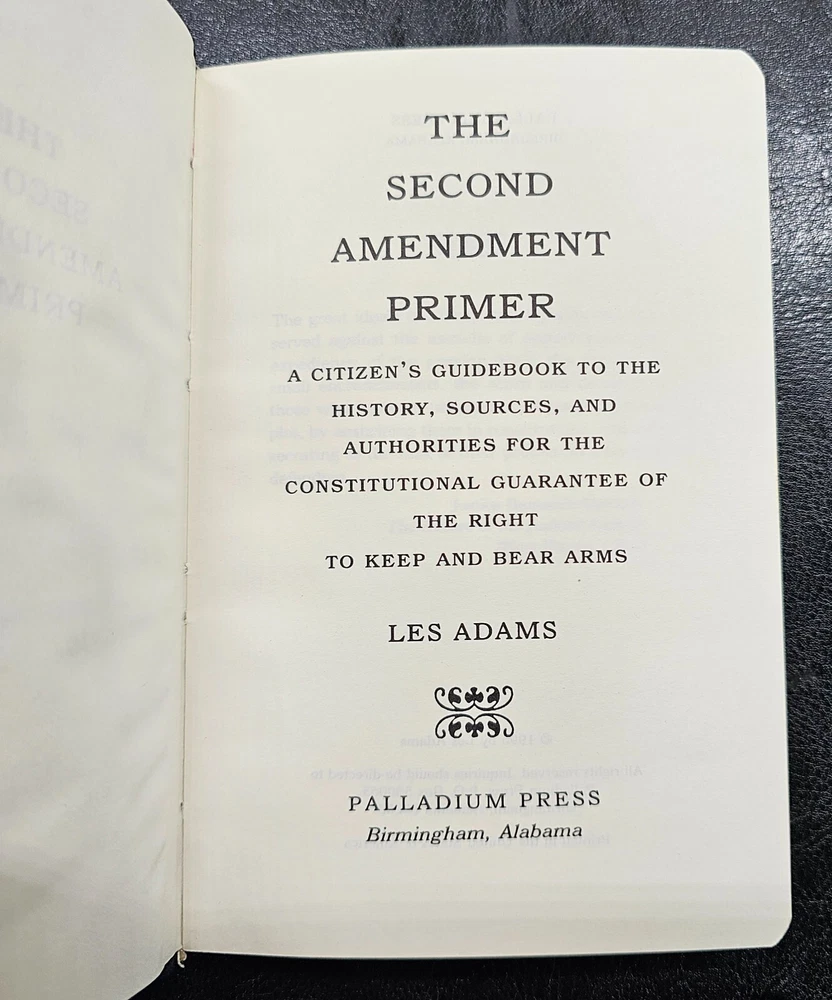 THE
SECOND
AMENDMENT
PRIMER
A CITIZEN'S GUIDEBOOK TO THE
HISTORY, SOURCES, AND
AUTHORITIES FOR THE
CONSTITUTIONAL GUARANTEE OF
THE RIGHT
TO KEEP AND BEAR ARMS
LES ADAMS
PALLADIUM PRESS
Birmingham, Alabama